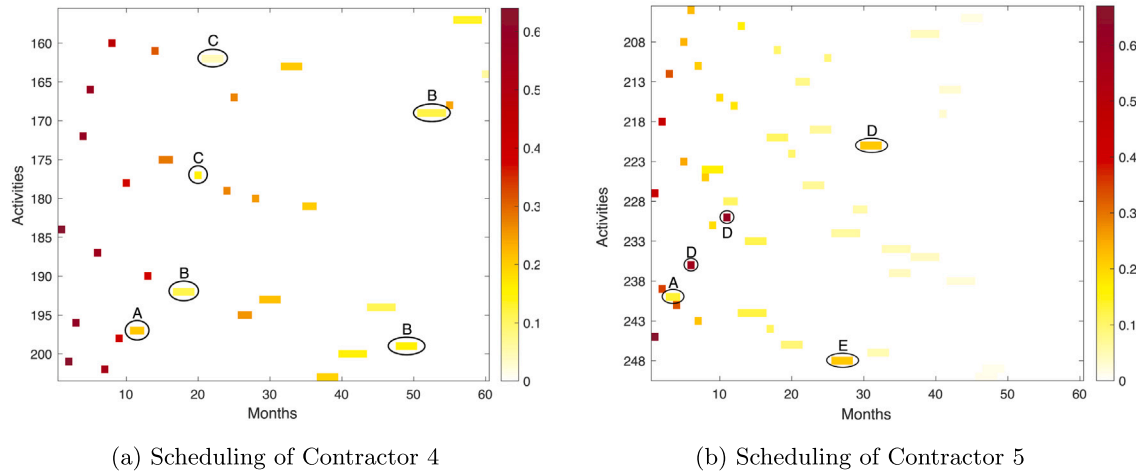 C
B
C
B
A
B
160
165
170
175
180
185
190
195
200
Activities
10
20
30
40
50
60
Months
0.6
0.5
0.4
0.3
0.2
0.1
0
(a) Scheduling of Contractor 4
D
D
D
A
E
208
213
218
223
228
233
238
243
248
Activities
10
20
30
40
50
60
Months
0.6
0.5
0.4
0.3
0.2
0.1
0
(b) Scheduling of Contractor 5